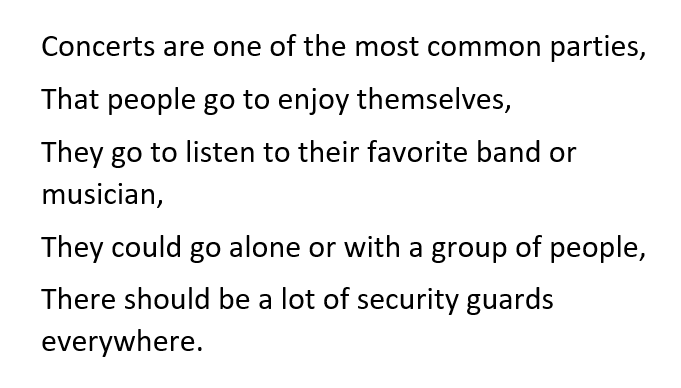 Concerts are one of the most common parties,
That people go to enjoy themselves,
They go to listen to their favorite band or
musician,
They could go alone or with a group of people,
There should be a lot of security guards
everywhere.